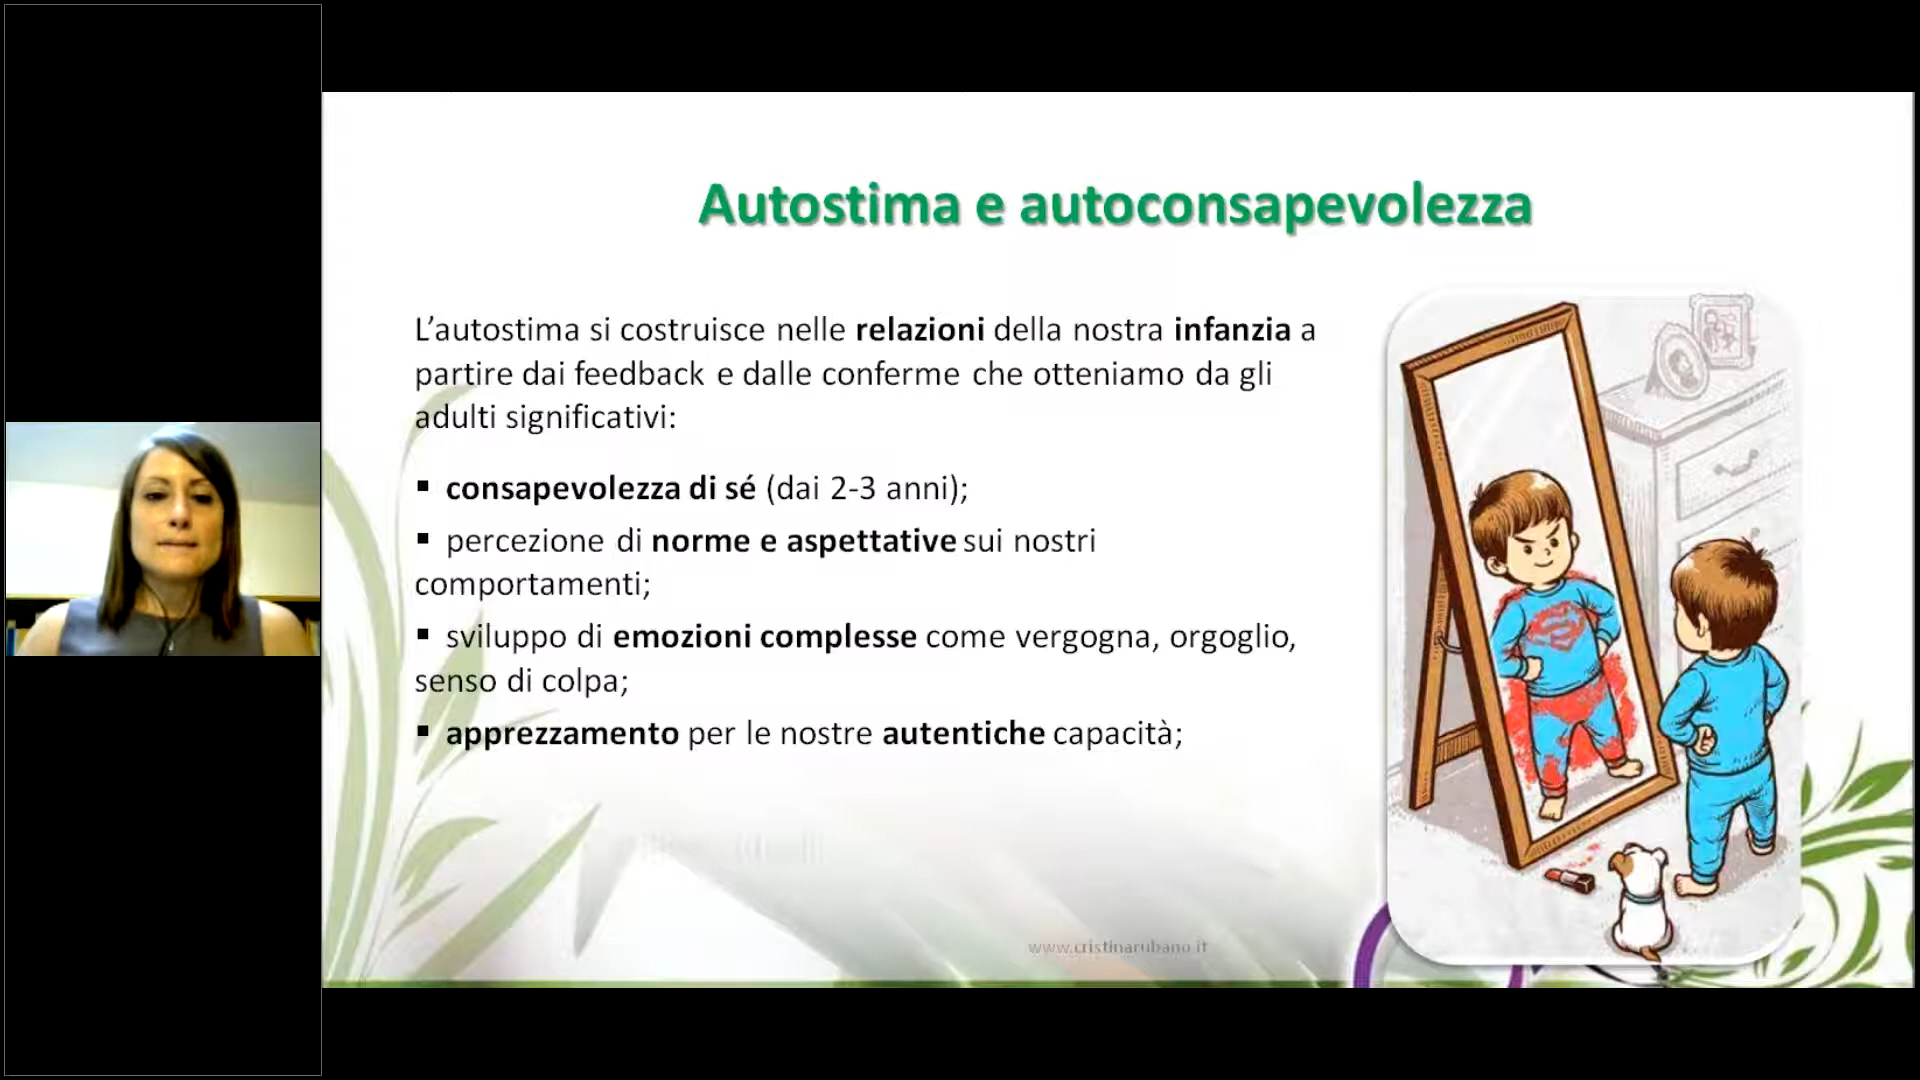 Autostima e autoconsapevolezza
L’autostima si costruisce nelle relazioni della nostra infanzia a
partire dai feedback e dalle conferme che otteniamo da gli
adulti significativi:
▪ consapevolezza di sé (dai 2-3 anni);
▪ percezione di norme e aspettative sui nostri
comportamenti;
▪ sviluppo di emozioni complesse come vergogna, orgoglio,
senso di colpa;
▪ apprezzamento per le nostre autentiche capacità;
www.cristinarubano.it